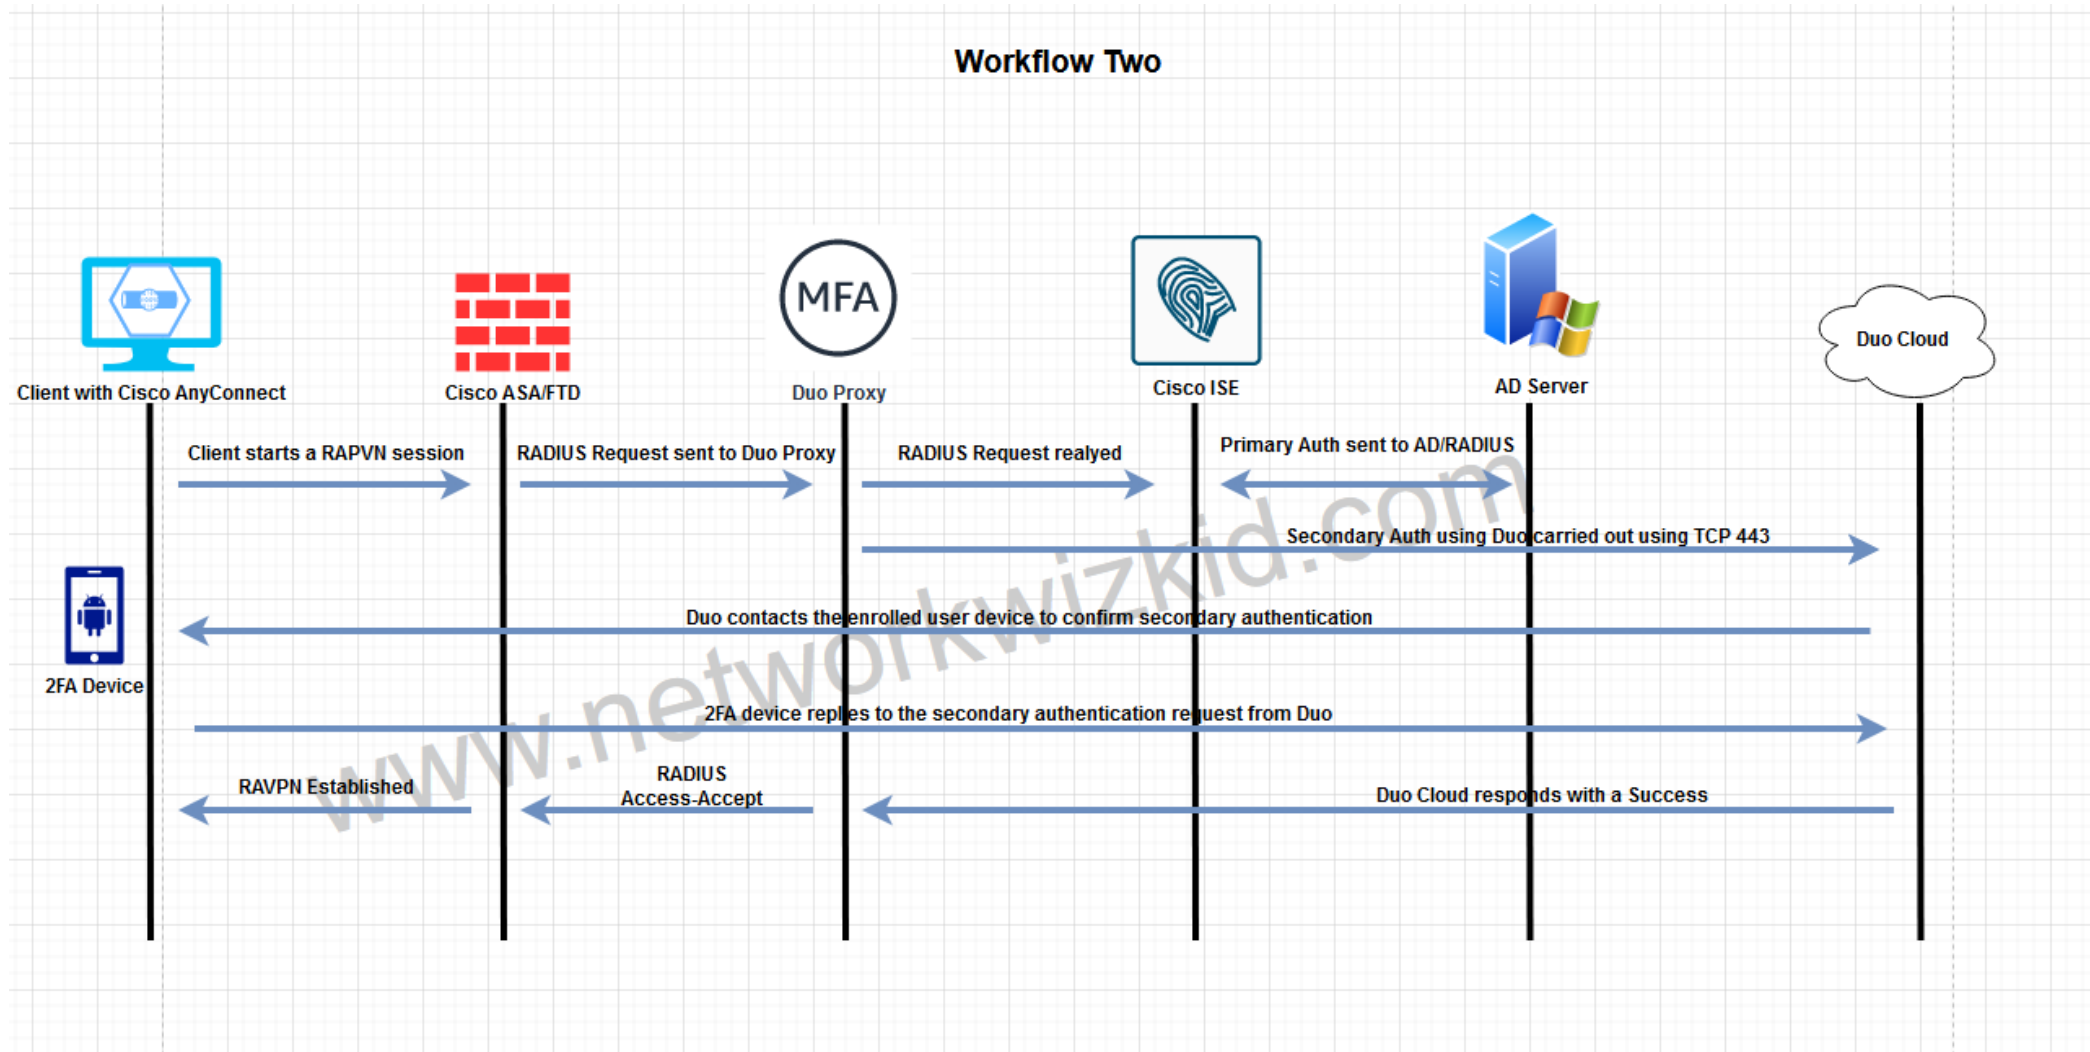 Workflow Two
MFA
Client with Cisco AnyConnect
Cisco ASA/FTD
Duo Proxy
Cisco ISE
AD Server
Duo Cloud
Client starts a RAPVN session
RADIUS Request sent to Duo Proxy
RADIUS Request realyed
Primary Auth sent to AD/RADIUS
Secondary Auth using Duo carried out using TCP 443
Duo contacts the enrolled user device to confirm secondary authentication
2FA Device
2FA device replies to the secondary authentication request from Duo
RAVPN Established
RADIUS
Access-Accept
Duo Cloud responds with a Success
www.networkwizkid.com